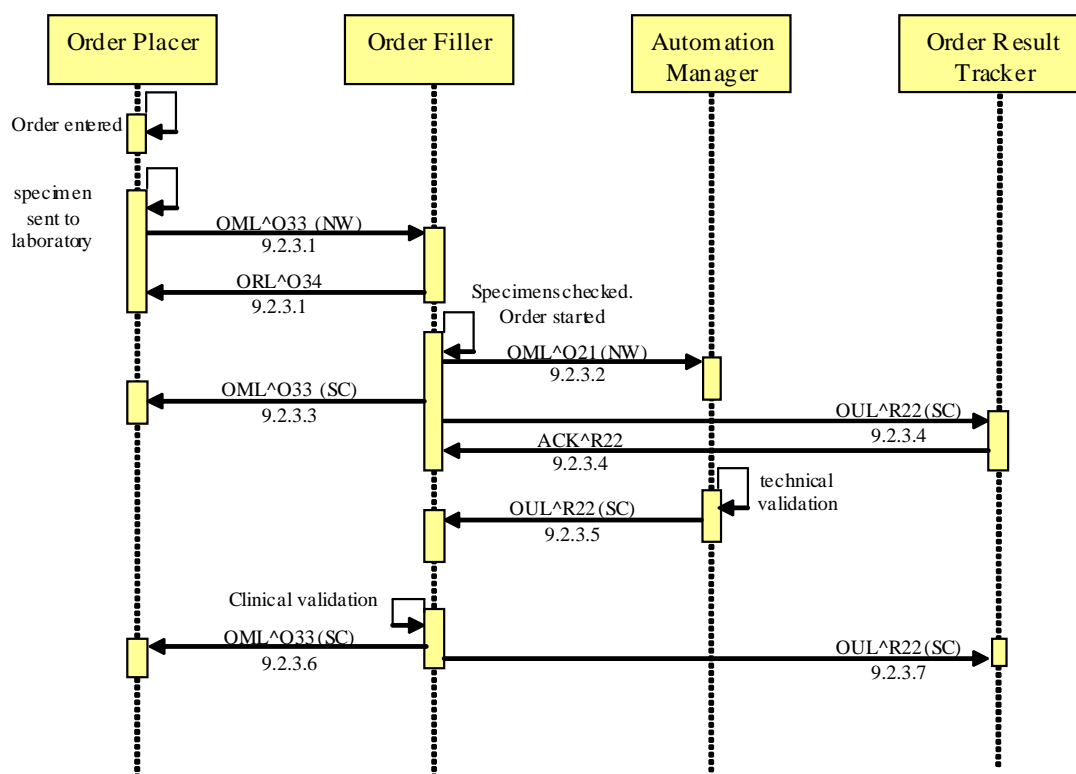 Order Placer
Order Filler
Automation
Manager
Order Result
Tracker
Order entered
specimen
sent to
laboratory
OML^O33 (NW)
9.2.3.1
ORL^O34
9.2.3.1
Specimens checked.
Order started
OML^O21 (NW)
9.2.3.2
OML^O33 (SC)
9.2.3.3
OUL^R22 (SC)
9.2.3.4
ACK^R22
9.2.3.4
technical
validation
OUL^R22 (SC)
9.2.3.5
Clinical validation
OML^O33 (SC)
9.2.3.6
OUL^R22 (SC)
9.2.3.7